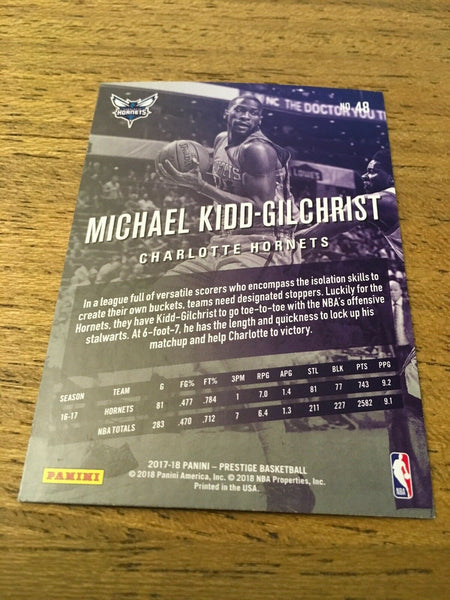 HORNETS
NO. 48
NC THE DOCTOR YOU T
LOWE'S
MICHAEL KIDD-GILCHRIST
CHARLOTTE HORNETS
In a league full of versatile scorers who encompass the isolation skills to
create their own buckets, teams need designated stoppers. Luckily for the
Hornets, they have Kidd-Gilchrist to go toe-to-toe with the NBA's offensive
stalwarts. At 6-foot-7, he has the length and quickness to lock up his
matchup and help Charlotte to victory.
SEASON TEAM G FG% FT% 3PM RPG APG STL BLK PTS PPG
16-17 HORNETS 81 .477 .784 1 7.0 1.4 81 77 743 9.2
NBA TOTALS 283 .470 .712 7 6.4 1.3 211 227 2582 9.1
2017-18 PANINI – PRESTIGE BASKETBALL
© 2018 Panini America, Inc. © 2018 NBA Properties, Inc.
Printed in the USA.
PANINI
NBA